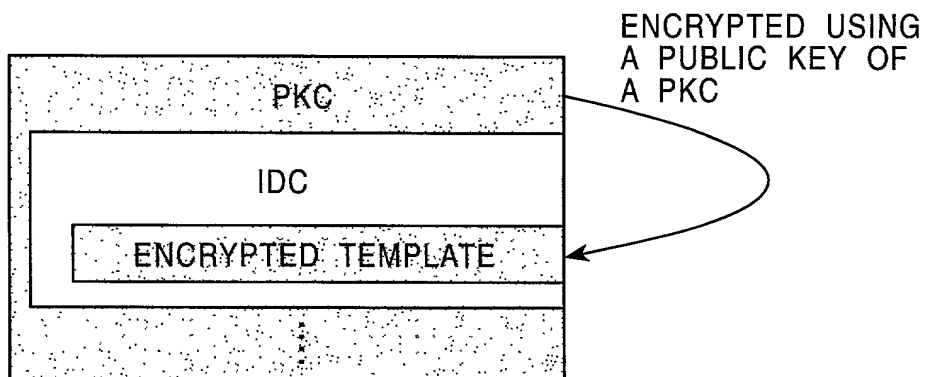 ENCRYPTED USING
A PUBLIC KEY OF
A PKC
PKC
IDC
ENCRYPTED TEMPLATE